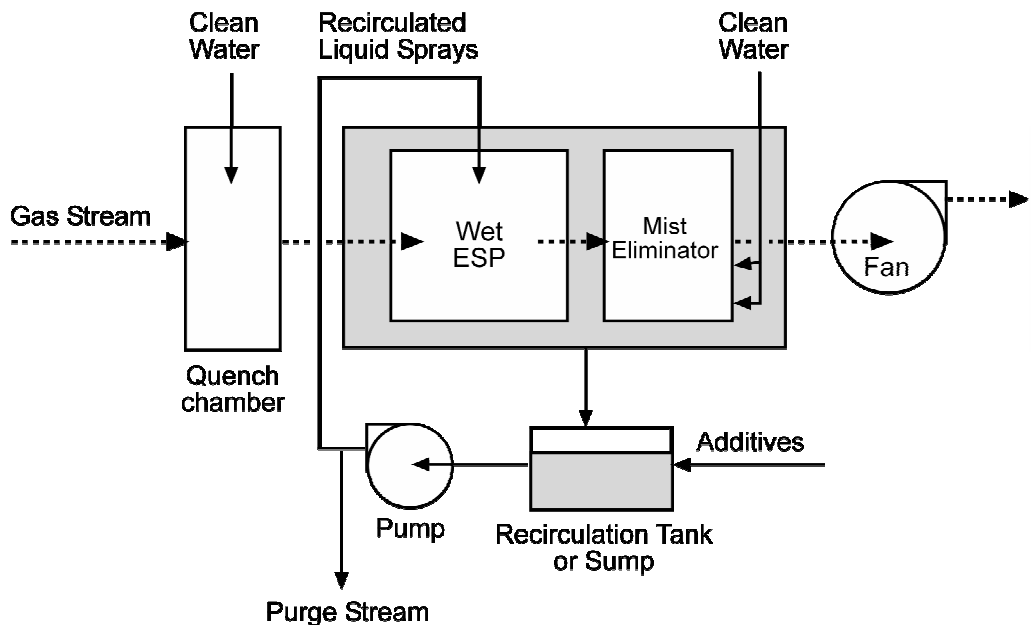 Clean
Water
Recirculated
Liquid Sprays
Clean
Water
Gas Stream
Wet
ESP
Mist
Eliminator
Fan
Quench
chamber
Additives
Pump
Recirculation Tank
or Sump
Purge Stream